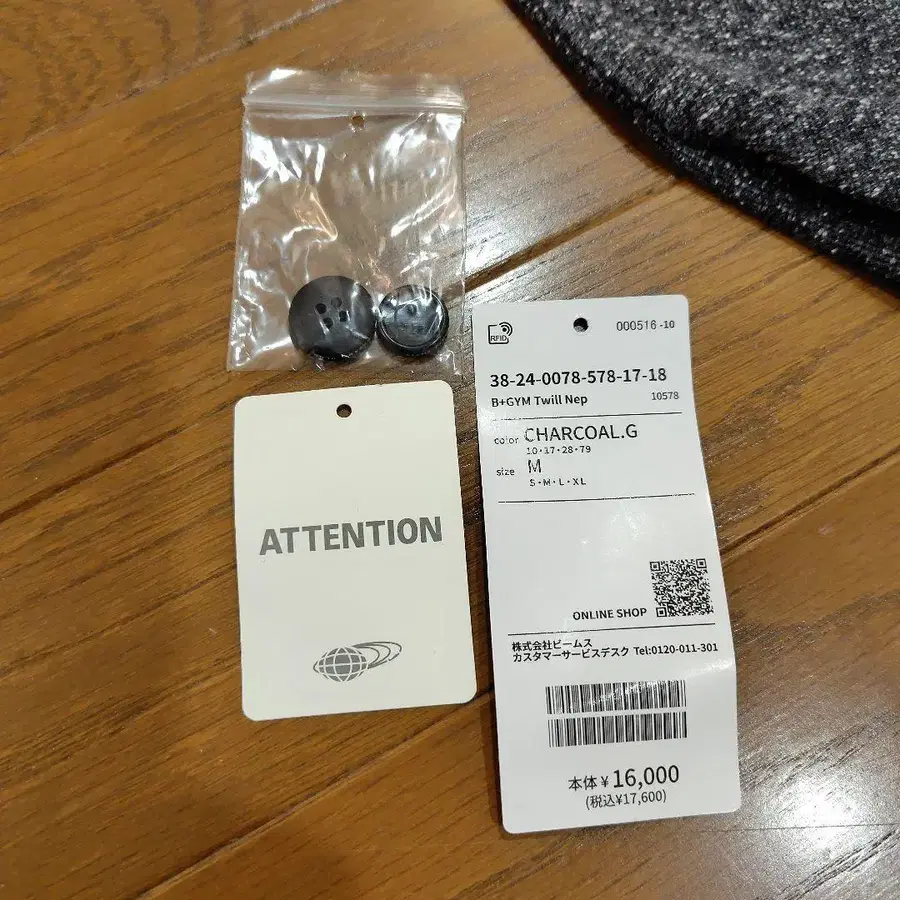 RFID
000516 -10
38-24-0078-578-17-18
B+GYM Twill Nep 10578
color CHARCOAL.G
10・17・28・79
size M
S・M・L・XL
ONLINE SHOP
株式会社ビームス
カスタマーサービスデスク Tel:0120-011-301
本体 ¥ 16,000
(税込¥17,600)
ATTENTION